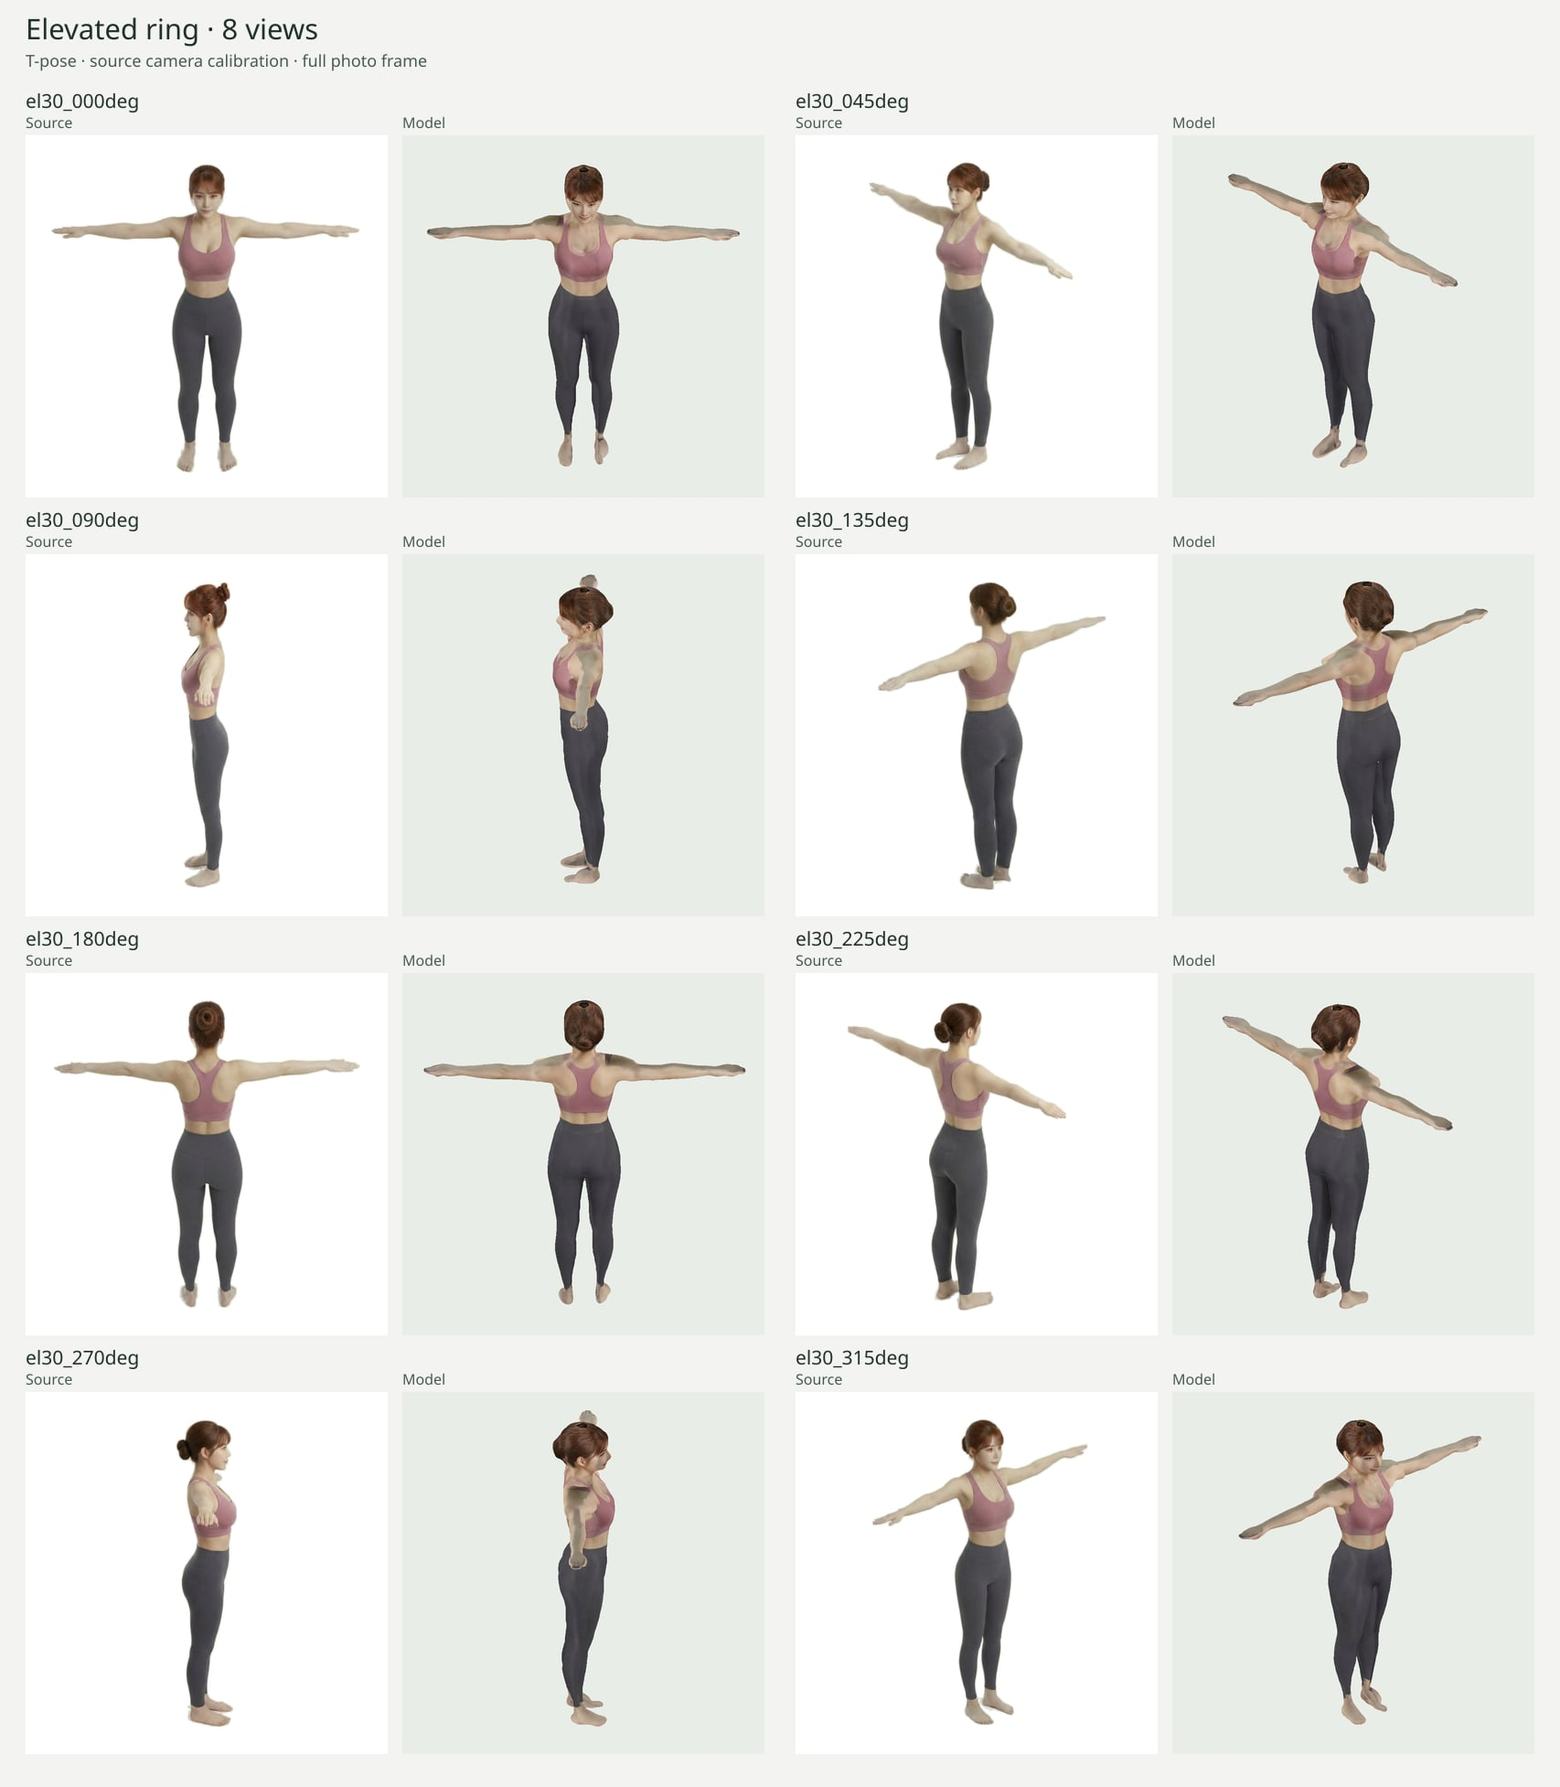 Elevated ring · 8 views
T-pose · source camera calibration · full photo frame
el30_000deg
Source
Model
el30_045deg
Source
Model
el30_090deg
Source
Model
el30_135deg
Source
Model
el30_180deg
Source
Model
el30_225deg
Source
Model
el30_270deg
Source
Model
el30_315deg
Source
Model